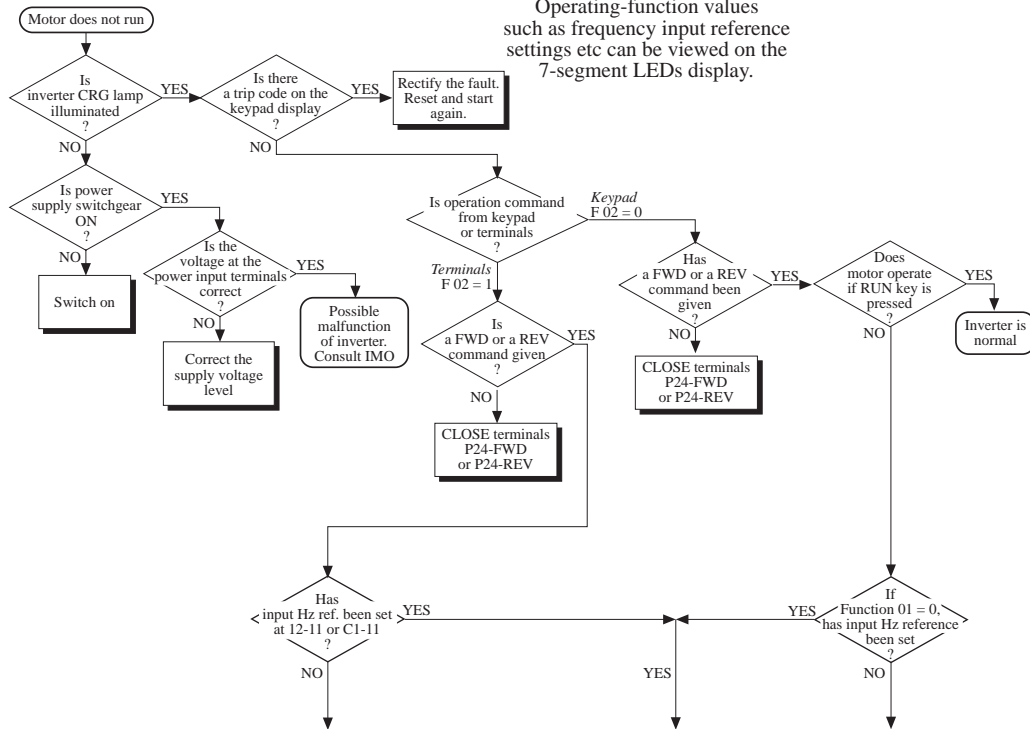 Operating-function values
such as frequency input reference
settings etc can be viewed on the
7-segment LEDs display.
Motor does not run
Is
inverter CRG lamp
illuminated
?
YES
NO
Is there
a trip code on the
keypad display
?
YES
NO
Rectify the fault.
Reset and start
again.
Is power
supply switchgear
ON
?
YES
NO
Switch on
Is the
voltage at the
power input terminals
correct
?
YES
NO
Correct the
supply voltage
level
Possible
malfunction
of inverter.
Consult IMO
Is operation command
from keypad
or terminals
?
Keypad
F 02 = 0
Terminals
F 02 = 1
Is
a FWD or a REV
command given
?
YES
NO
CLOSE terminals
P24-FWD
or P24-REV
Has
a FWD or a REV
command been
given
?
YES
NO
CLOSE terminals
P24-FWD
or P24-REV
Does
motor operate
if RUN key is
pressed
?
YES
NO
Inverter is
normal
Has
input Hz ref. been set
at 12-11 or C1-11
?
YES
NO
YES
If
Function 01 = 0,
has input Hz reference
been set
?
YES
NO